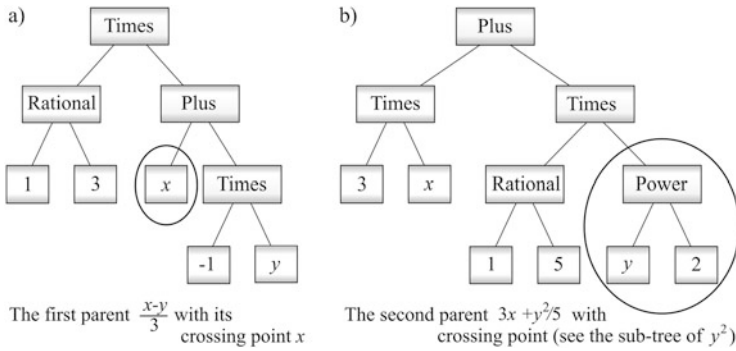 a)
Times
Rational Plus
1 3 x Times
-1 y
The first parent x-y/3 with its
crossing point x
b)
Plus
Times Times
3 x Rational Power
1 5 y 2
The second parent 3x + y²/5 with
crossing point (see the sub-tree of y²)